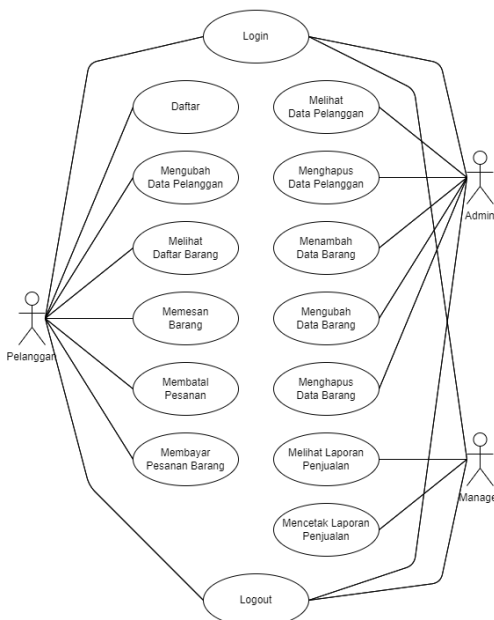 Login
Daftar
Melihat
Data Pelanggan
Mengubah
Data Pelanggan
Menghapus
Data Pelanggan
Admin
Melihat
Daftar Barang
Menambah
Data Barang
Pelanggan
Memesan
Barang
Mengubah
Data Barang
Membatal
Pesanan
Menghapus
Data Barang
Membayar
Pesanan Barang
Melihat Laporan
Penjualan
Manage
Mencetak Laporan
Penjualan
Logout